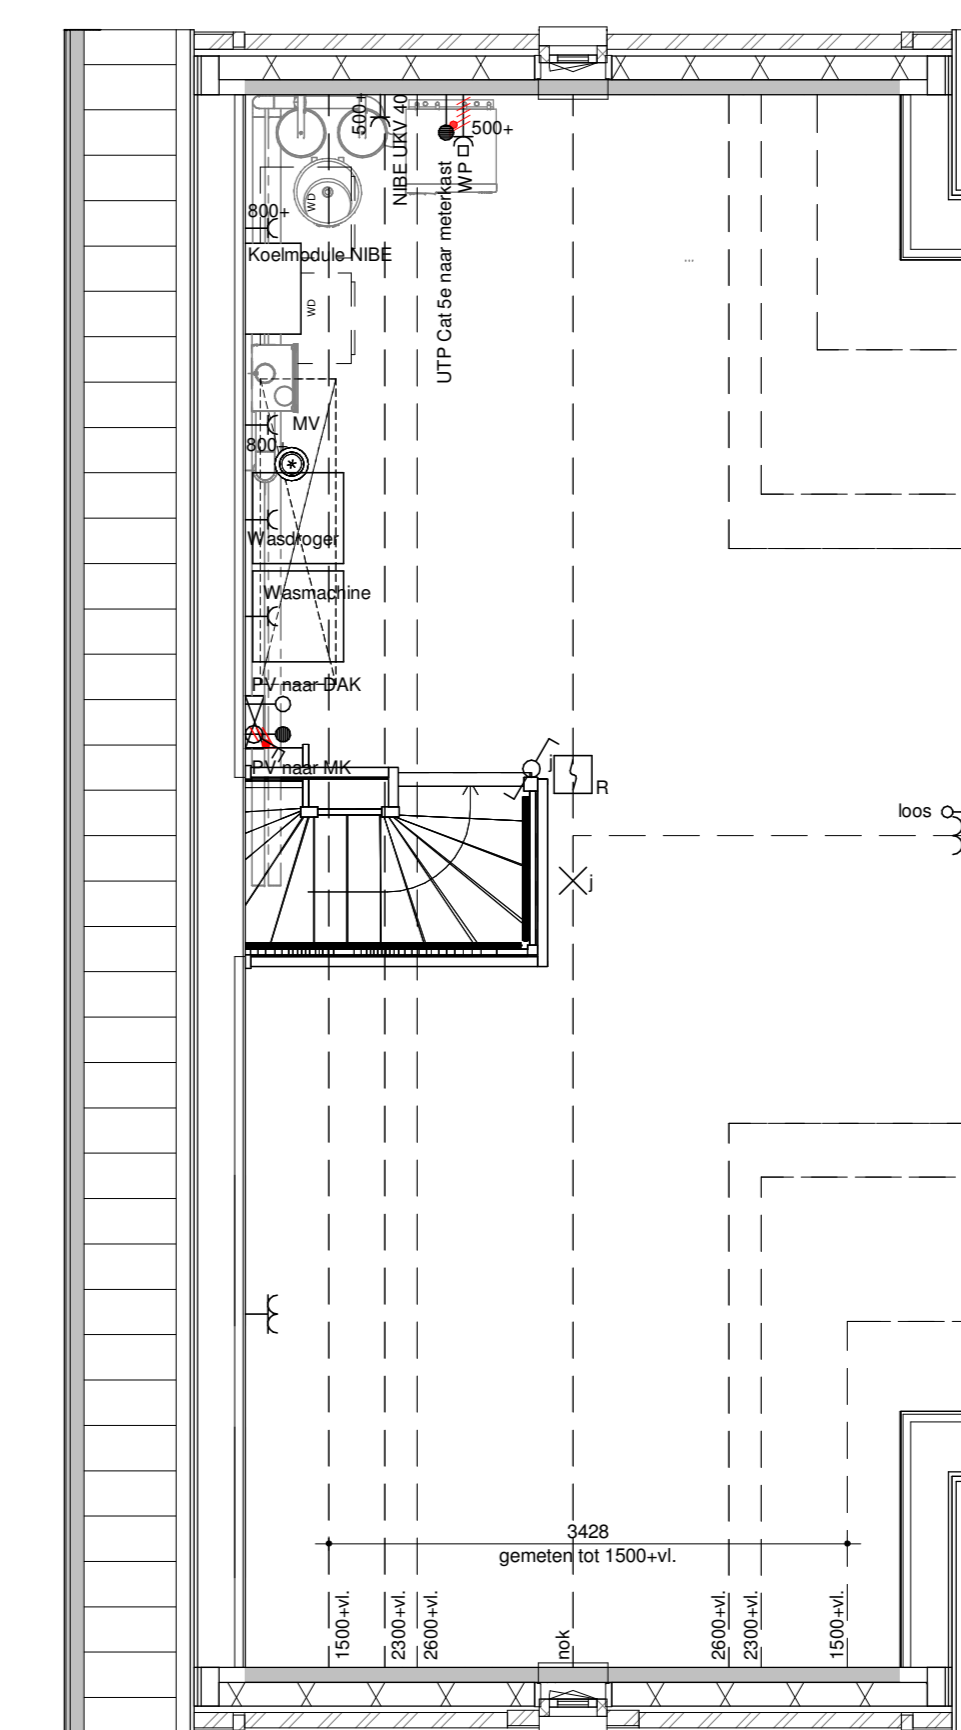 500+
NIBE UKV 40
500+
WP
UTP Cat 5e naar meterkast
WD
800+
Koelmodule NIBE
...
WD
MV
800+
Wasdroger
Wasmachine
PV naar DAK
PV naar MK
j
R
loos
j
3428
gemeten tot 1500+vl.
1500+vl.
2300+vl.
2600+vl.
nok
2600+vl.
2300+vl.
1500+vl.